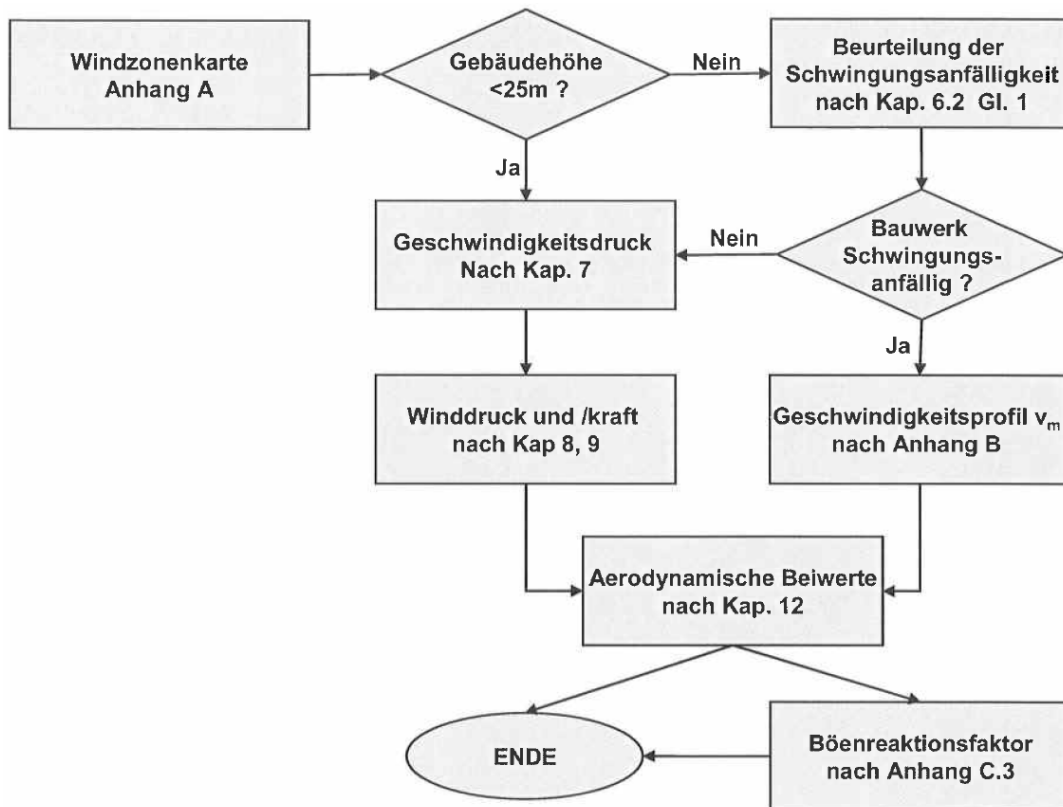 Windzonenkarte
Anhang A
Gebäudehöhe
<25m ?
Nein
Beurteilung der
Schwingungsanfälligkeit
nach Kap. 6.2 Gl. 1
Ja
Geschwindigkeitsdruck
Nach Kap. 7
Nein
Bauwerk
Schwingungs-
anfällig ?
Ja
Winddruck und /kraft
nach Kap 8, 9
Geschwindigkeitsprofil vm
nach Anhang B
Aerodynamische Beiwerte
nach Kap. 12
ENDE
Böenreaktionsfaktor
nach Anhang C.3